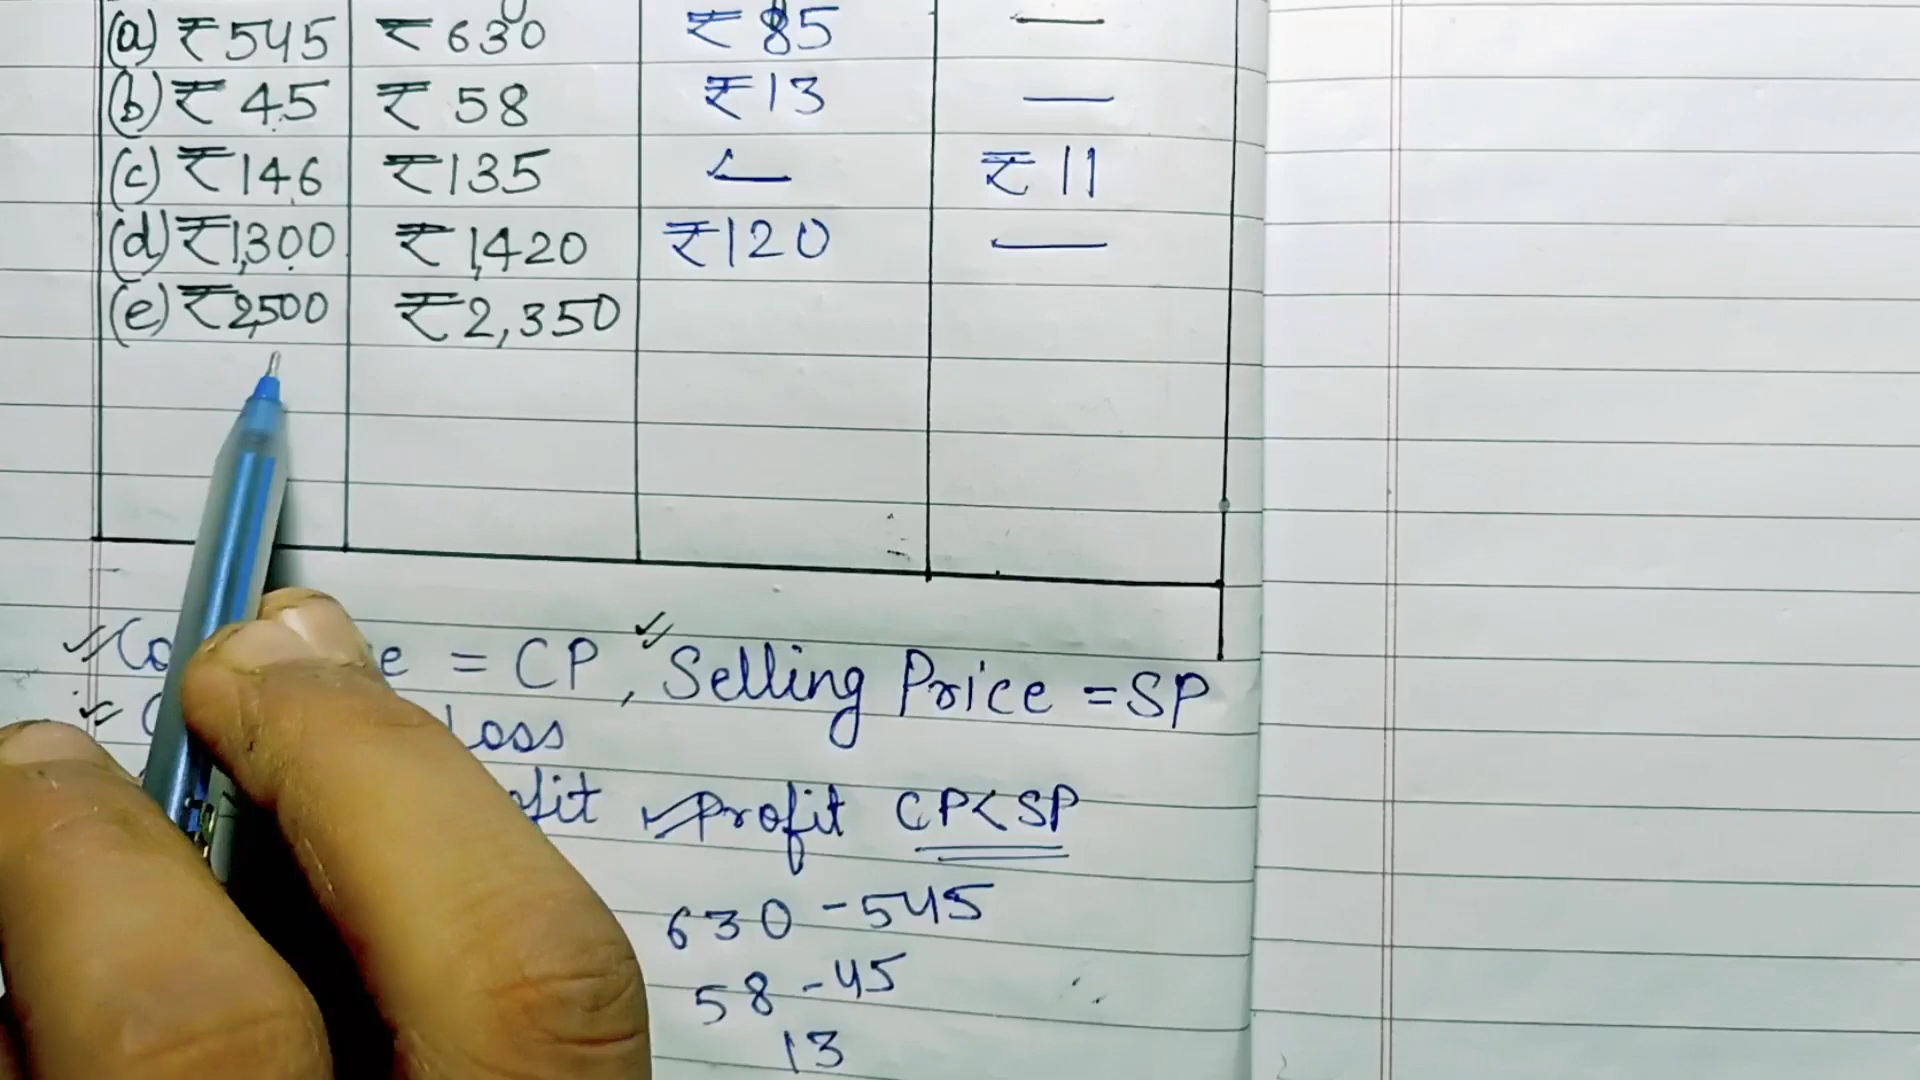 (a) ₹545 ₹630 ₹85 —
(b) ₹45 ₹58 ₹13 —
(c) ₹146 ₹135 — ₹11
(d) ₹1,300 ₹1,420 ₹120 —
(e) ₹2,500 ₹2,350
= CP, Selling Price = SP
Loss
Profit CP<SP
630-545
58-45
13